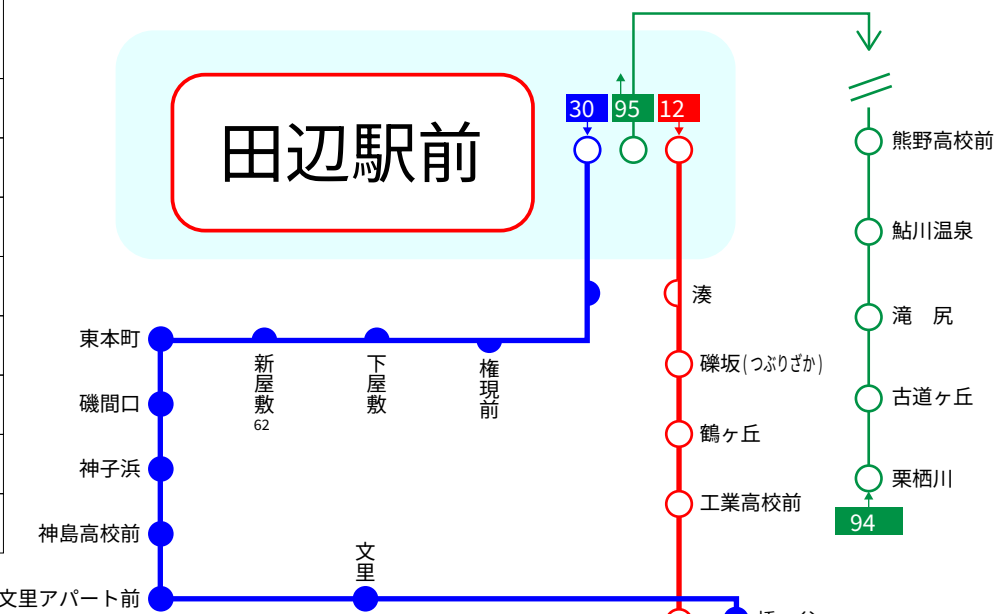 田辺駅前
30
95
12
熊野高校前
鮎川温泉
滝　尻
古道ヶ丘
栗栖川
94
湊
礫坂(つぶりざか)
鶴ヶ丘
工業高校前
東本町
新屋敷
62
下屋敷
権現前
磯間口
神子浜
神島高校前
文里
文里アパート前